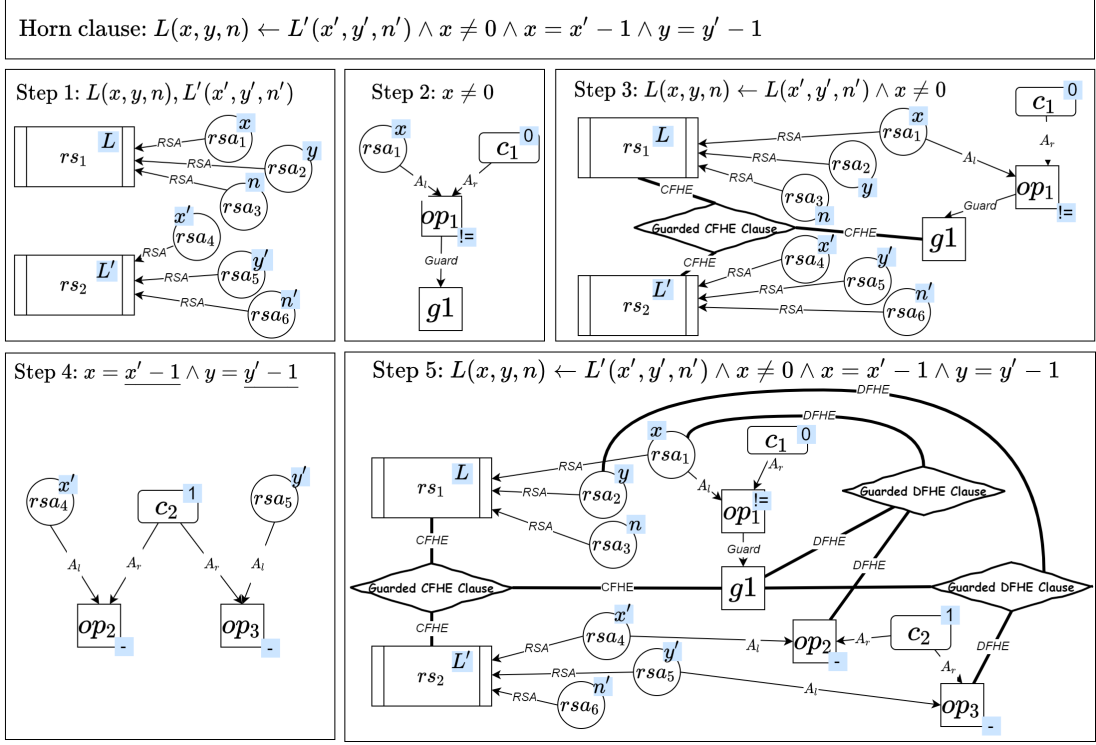 Horn clause: L(x, y, n) ← L′(x′, y′, n′) ∧ x ≠ 0 ∧ x = x′ − 1 ∧ y = y′ − 1
Step 1: L(x, y, n), L′(x′, y′, n′)
rs₁ L
RSA
rsa₁ x
RSA
rsa₂ y
RSA
rsa₃ n
rs₂ L′
RSA
rsa₄ x′
RSA
rsa₅ y′
RSA
rsa₆ n′
Step 2: x ≠ 0
rsa₁ x
c₁ 0
Aₗ
Aᵣ
op₁ !=
Guard
g1
Step 3: L(x, y, n) ← L(x′, y′, n′) ∧ x ≠ 0
rs₁ L
RSA
rsa₁ x
RSA
rsa₂ y
RSA
rsa₃ n
c₁ 0
Aₗ
Aᵣ
op₁ !=
Guard
g1
CFHE
Guarded CFHE Clause
CFHE
CFHE
rs₂ L′
RSA
rsa₄ x′
RSA
rsa₅ y′
RSA
rsa₆ n′
Step 4: x = x′ − 1 ∧ y = y′ − 1
rsa₄ x′
c₂ 1
rsa₅ y′
Aₗ
Aᵣ
Aᵣ
Aₗ
op₂ -
op₃ -
Step 5: L(x, y, n) ← L′(x′, y′, n′) ∧ x ≠ 0 ∧ x = x′ − 1 ∧ y = y′ − 1
DFHE
DFHE
rs₁ L
RSA
rsa₁ x
RSA
rsa₂ y
RSA
rsa₃ n
c₁ 0
Aₗ
Aᵣ
op₁ !=
Guard
g1
Guarded DFHE Clause
DFHE
DFHE
CFHE
Guarded CFHE Clause
CFHE
CFHE
Guarded DFHE Clause
DFHE
rs₂ L′
RSA
rsa₄ x′
RSA
rsa₅ y′
RSA
rsa₆ n′
Aₗ
op₂ -
Aᵣ
c₂ 1
Aᵣ
Aₗ
op₃ -